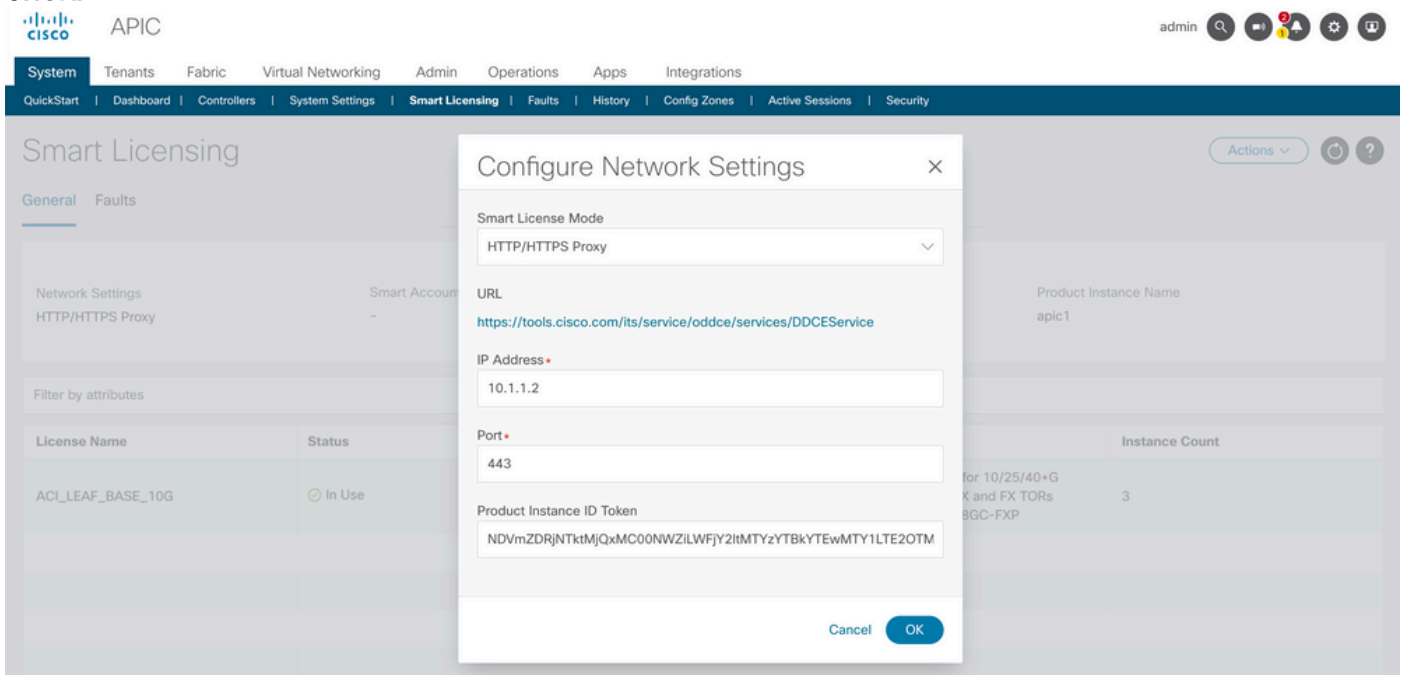 CISCO APIC admin 2 1
System Tenants Fabric Virtual Networking Admin Operations Apps Integrations
QuickStart | Dashboard | Controllers | System Settings | Smart Licensing | Faults | History | Config Zones | Active Sessions | Security
Smart Licensing
Actions
?
General Faults
Configure Network Settings
Smart License Mode
HTTP/HTTPS Proxy
URL
https://tools.cisco.com/its/service/oddce/services/DDCEService
IP Address
10.1.1.2
Port
443
Product Instance ID Token
NDVmZDRjNTktMjQxMC00NWZiLWFjY2ItMTYzYTBkYTEwMTY1LTE2OTM
Cancel OK
Network Settings
HTTP/HTTPS Proxy
Smart Accoun
-
Product Instance Name
apic1
Filter by attributes
License Name Status Instance Count
ACI_LEAF_BASE_10G In Use 3
for 10/25/40+G
X and FX TORs
8GC-FXP